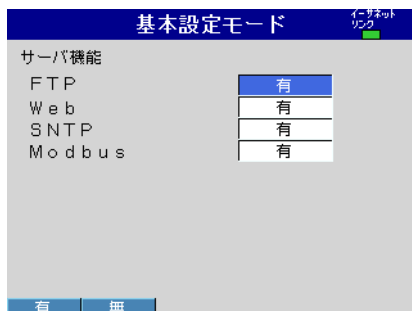 基本設定モード
イーサネット
リンク
サーバ機能
FTP 有
Web 有
SNTP 有
Modbus 有
有 無